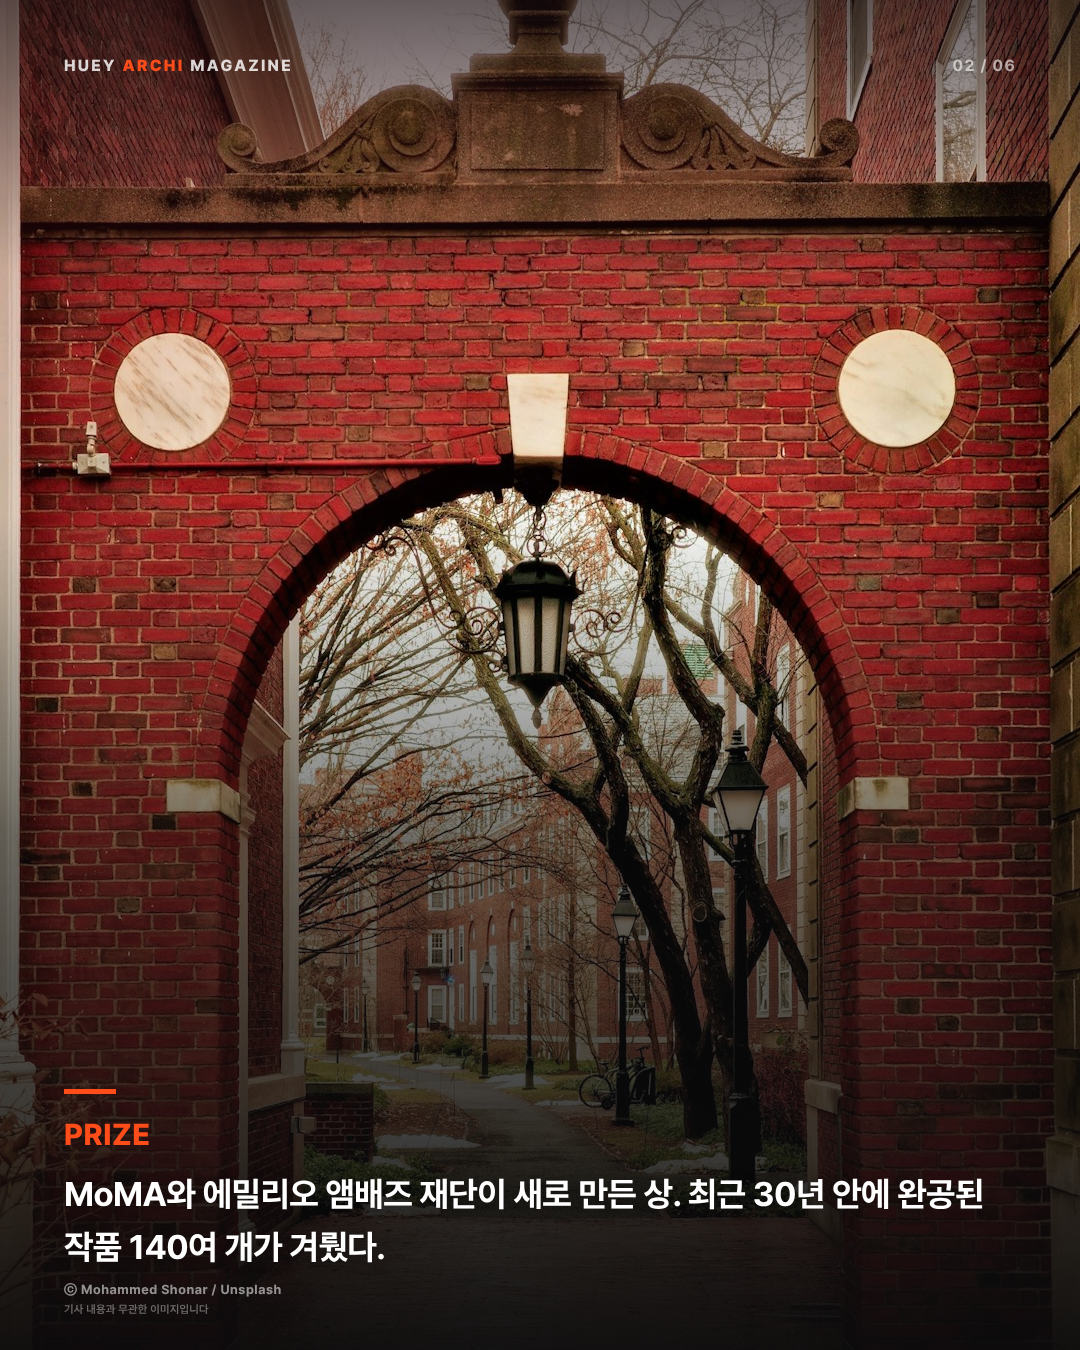 HUEY ARCHI MAGAZINE
02 / 06
PRIZE
MoMA와 에밀리오 앰배즈 재단이 새로 만든 상. 최근 30년 안에 완공된
작품 140여 개가 겨뤘다.
© Mohammed Shonar / Unsplash
기사 내용과 무관한 이미지입니다